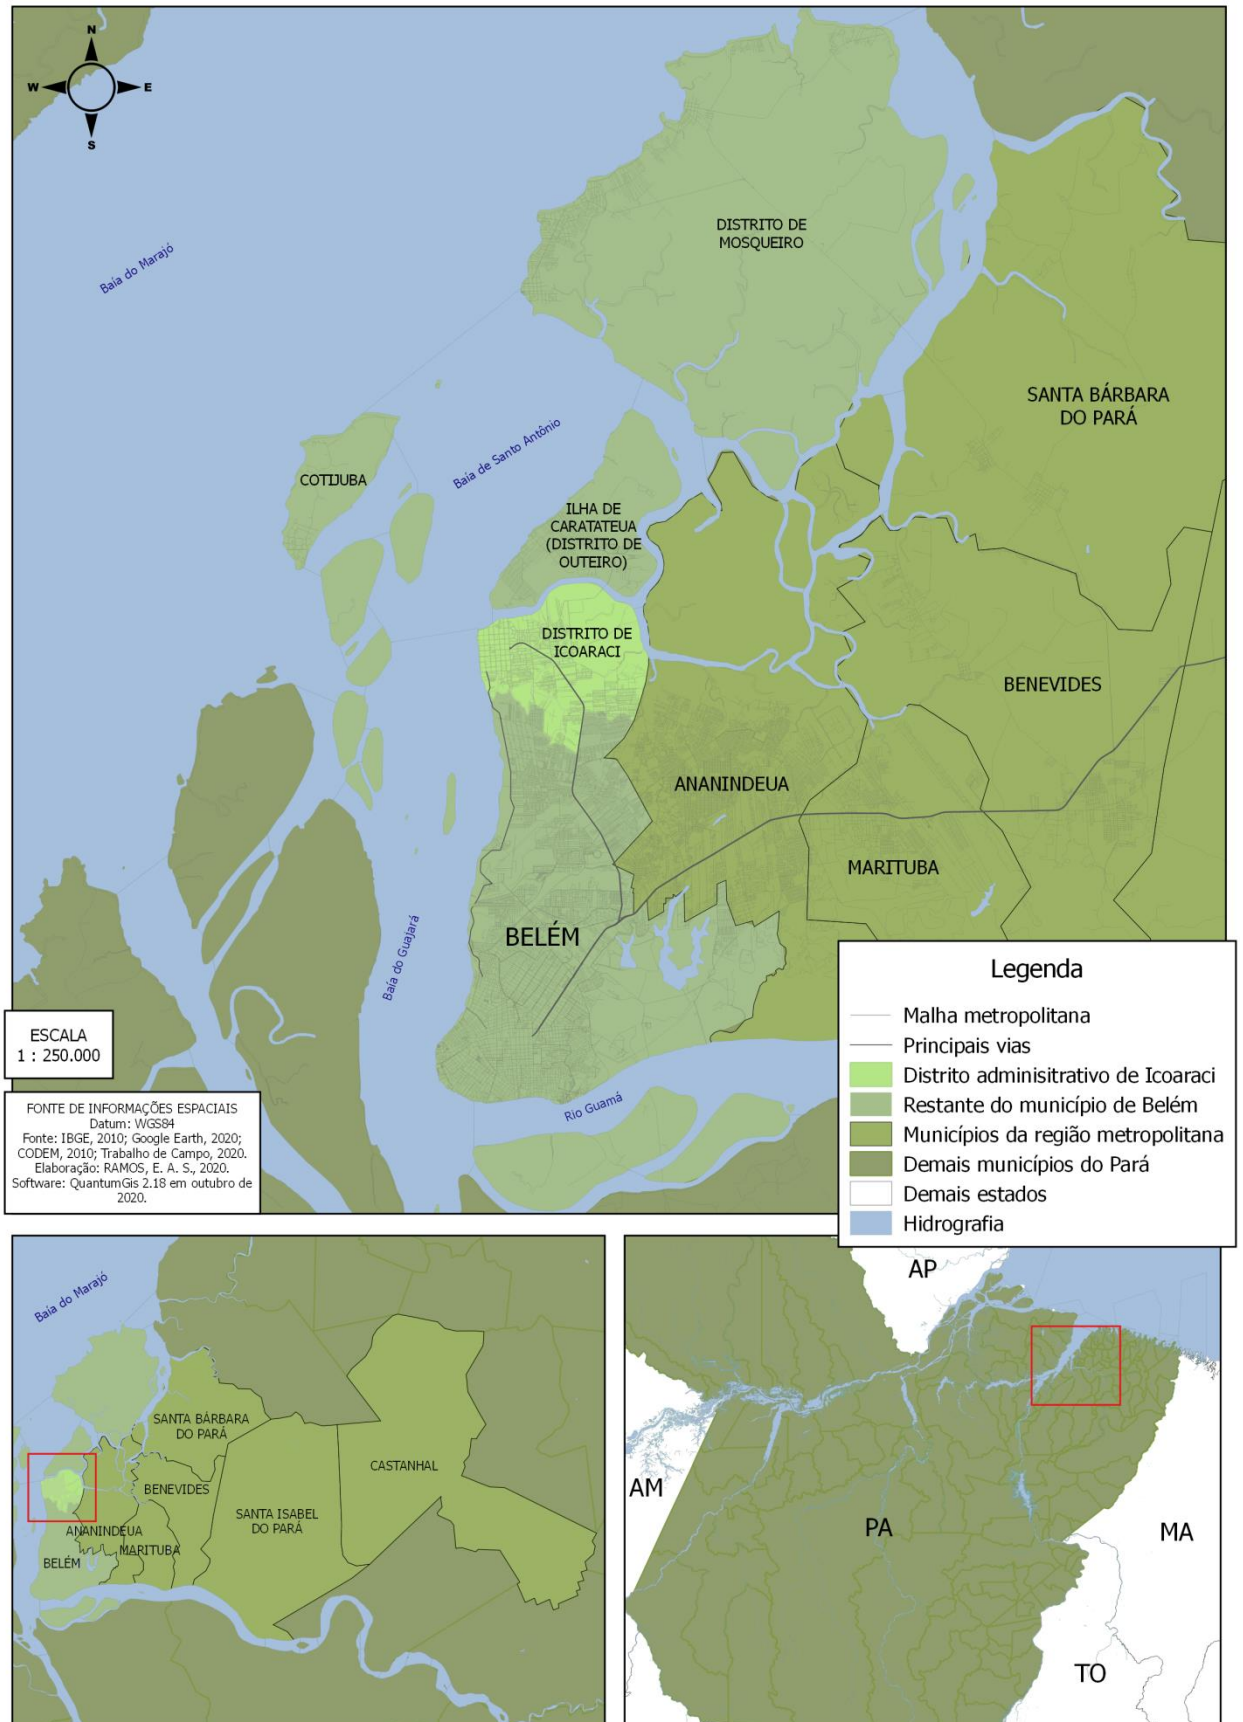 N
W
E
S
Baía do Marajó
DISTRITO DE
MOSQUEIRO
SANTA BÁRBARA
DO PARÁ
Baía de Santo Antônio
COTIJUBA
ILHA DE
CARATATEUA
(DISTRITO DE
OUTEIRO)
DISTRITO DE
ICOARACI
BENEVIDES
ANANINDEUA
MARITUBA
BELÉM
Baía do Guajará
Rio Guamá
ESCALA
1 : 250.000
FONTE DE INFORMAÇÕES ESPACIAIS
Datum: WGS84
Fonte: IBGE, 2010; Google Earth, 2020;
CODEM, 2010; Trabalho de Campo, 2020.
Elaboração: RAMOS, E. A. S., 2020.
Software: QuantumGis 2.18 em outubro de
2020.
Legenda
Malha metropolitana
Principais vias
Distrito adminisitrativo de Icoaraci
Restante do município de Belém
Municípios da região metropolitana
Demais municípios do Pará
Demais estados
Hidrografia
Baía do Marajó
SANTA BÁRBARA
DO PARÁ
CASTANHAL
BENEVIDES
SANTA ISABEL
DO PARÁ
ANANINDEUA
MARITUBA
BELÉM
AP
AM
PA
MA
TO